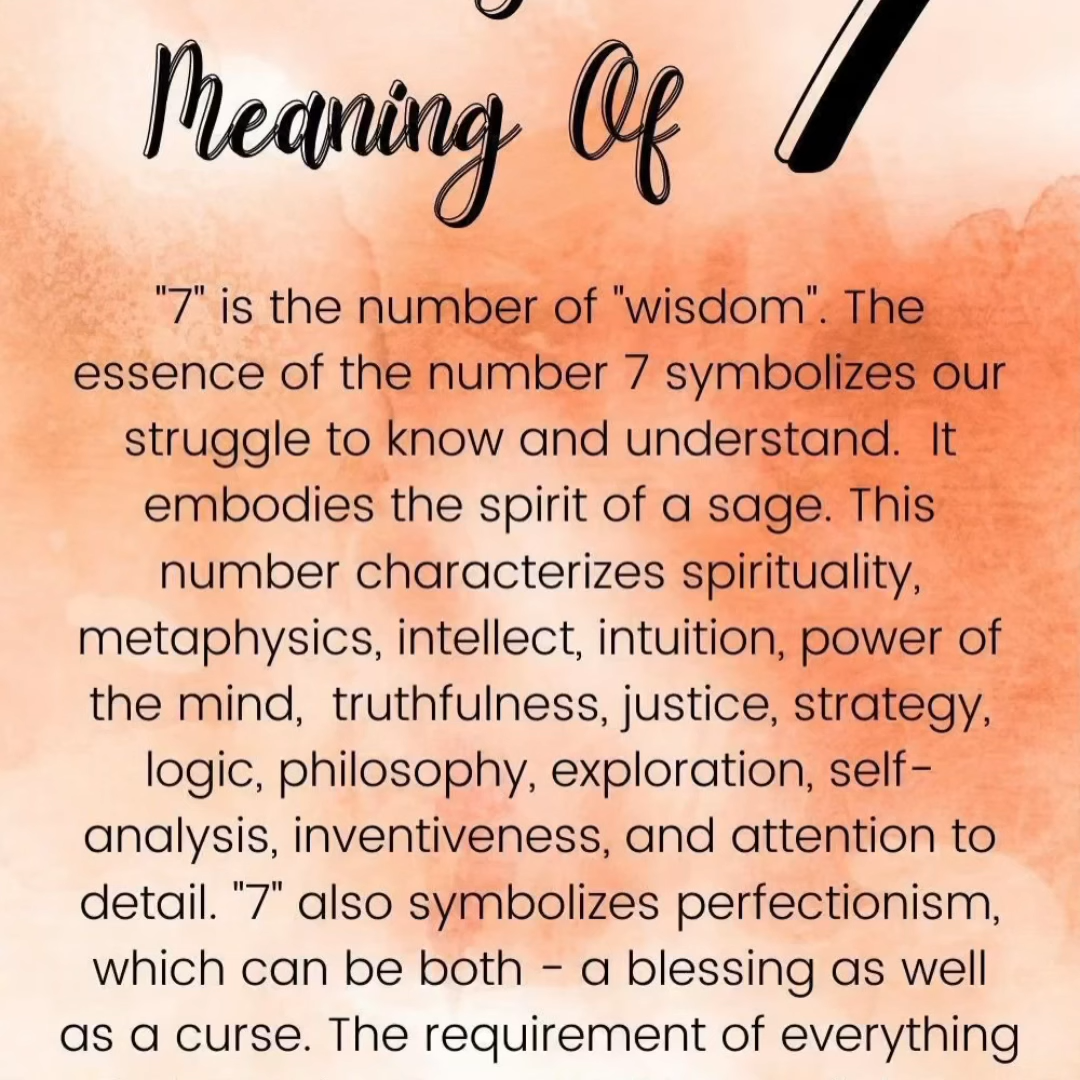 Meaning Of 7
"7" is the number of "wisdom". The
essence of the number 7 symbolizes our
struggle to know and understand.  It
embodies the spirit of a sage. This
number characterizes spirituality,
metaphysics, intellect, intuition, power of
the mind,  truthfulness, justice, strategy,
logic, philosophy, exploration, self-
analysis, inventiveness, and attention to
detail. "7" also symbolizes perfectionism,
which can be both - a blessing as well
as a curse. The requirement of everything